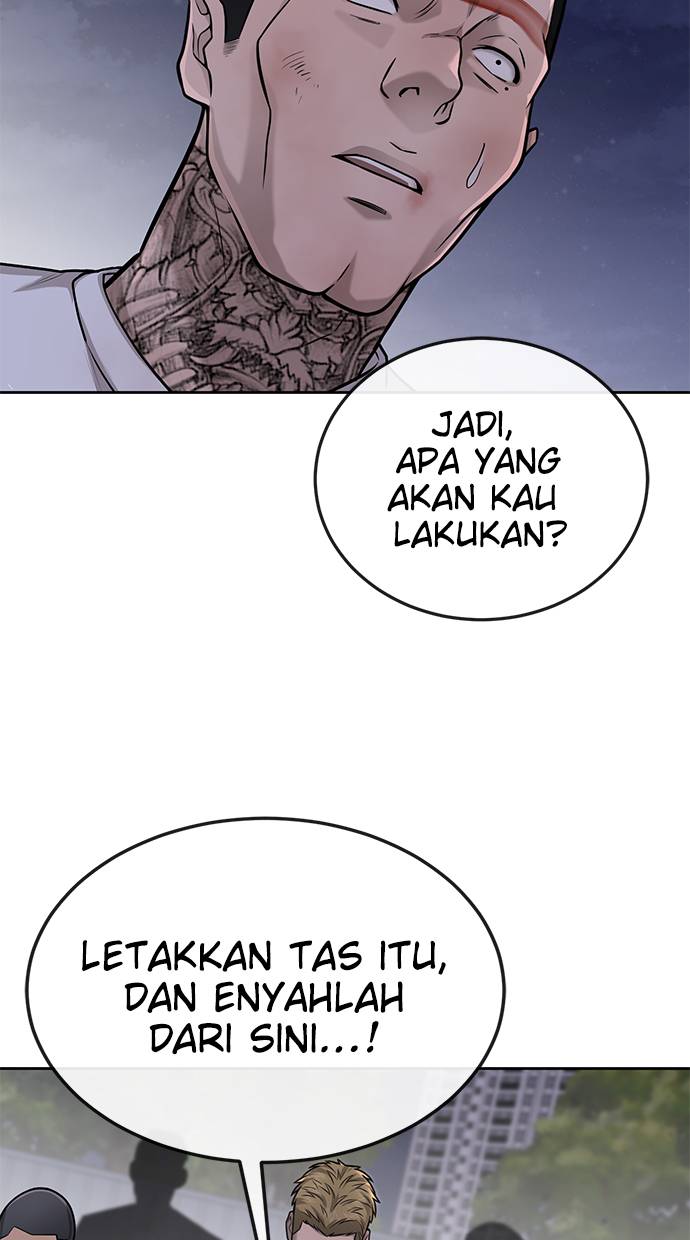 JADI,
APA YANG
AKAN KAU
LAKUKAN?
LETAKKAN TAS ITU,
DAN ENYAHLAH
DARI SINI...!